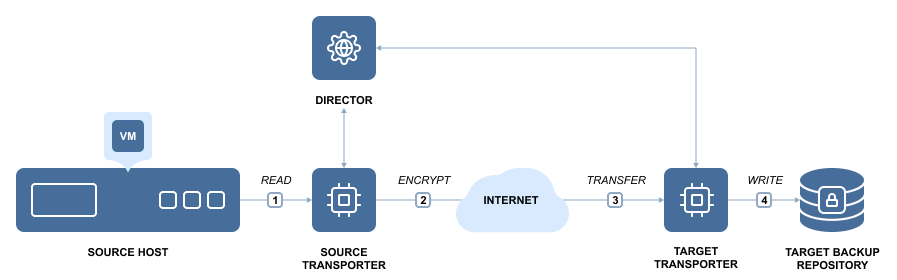 DIRECTOR
VM
READ
1
ENCRYPT
2
INTERNET
TRANSFER
3
WRITE
4
SOURCE HOST
SOURCE
TRANSPORTER
TARGET
TRANSPORTER
TARGET BACKUP
REPOSITORY